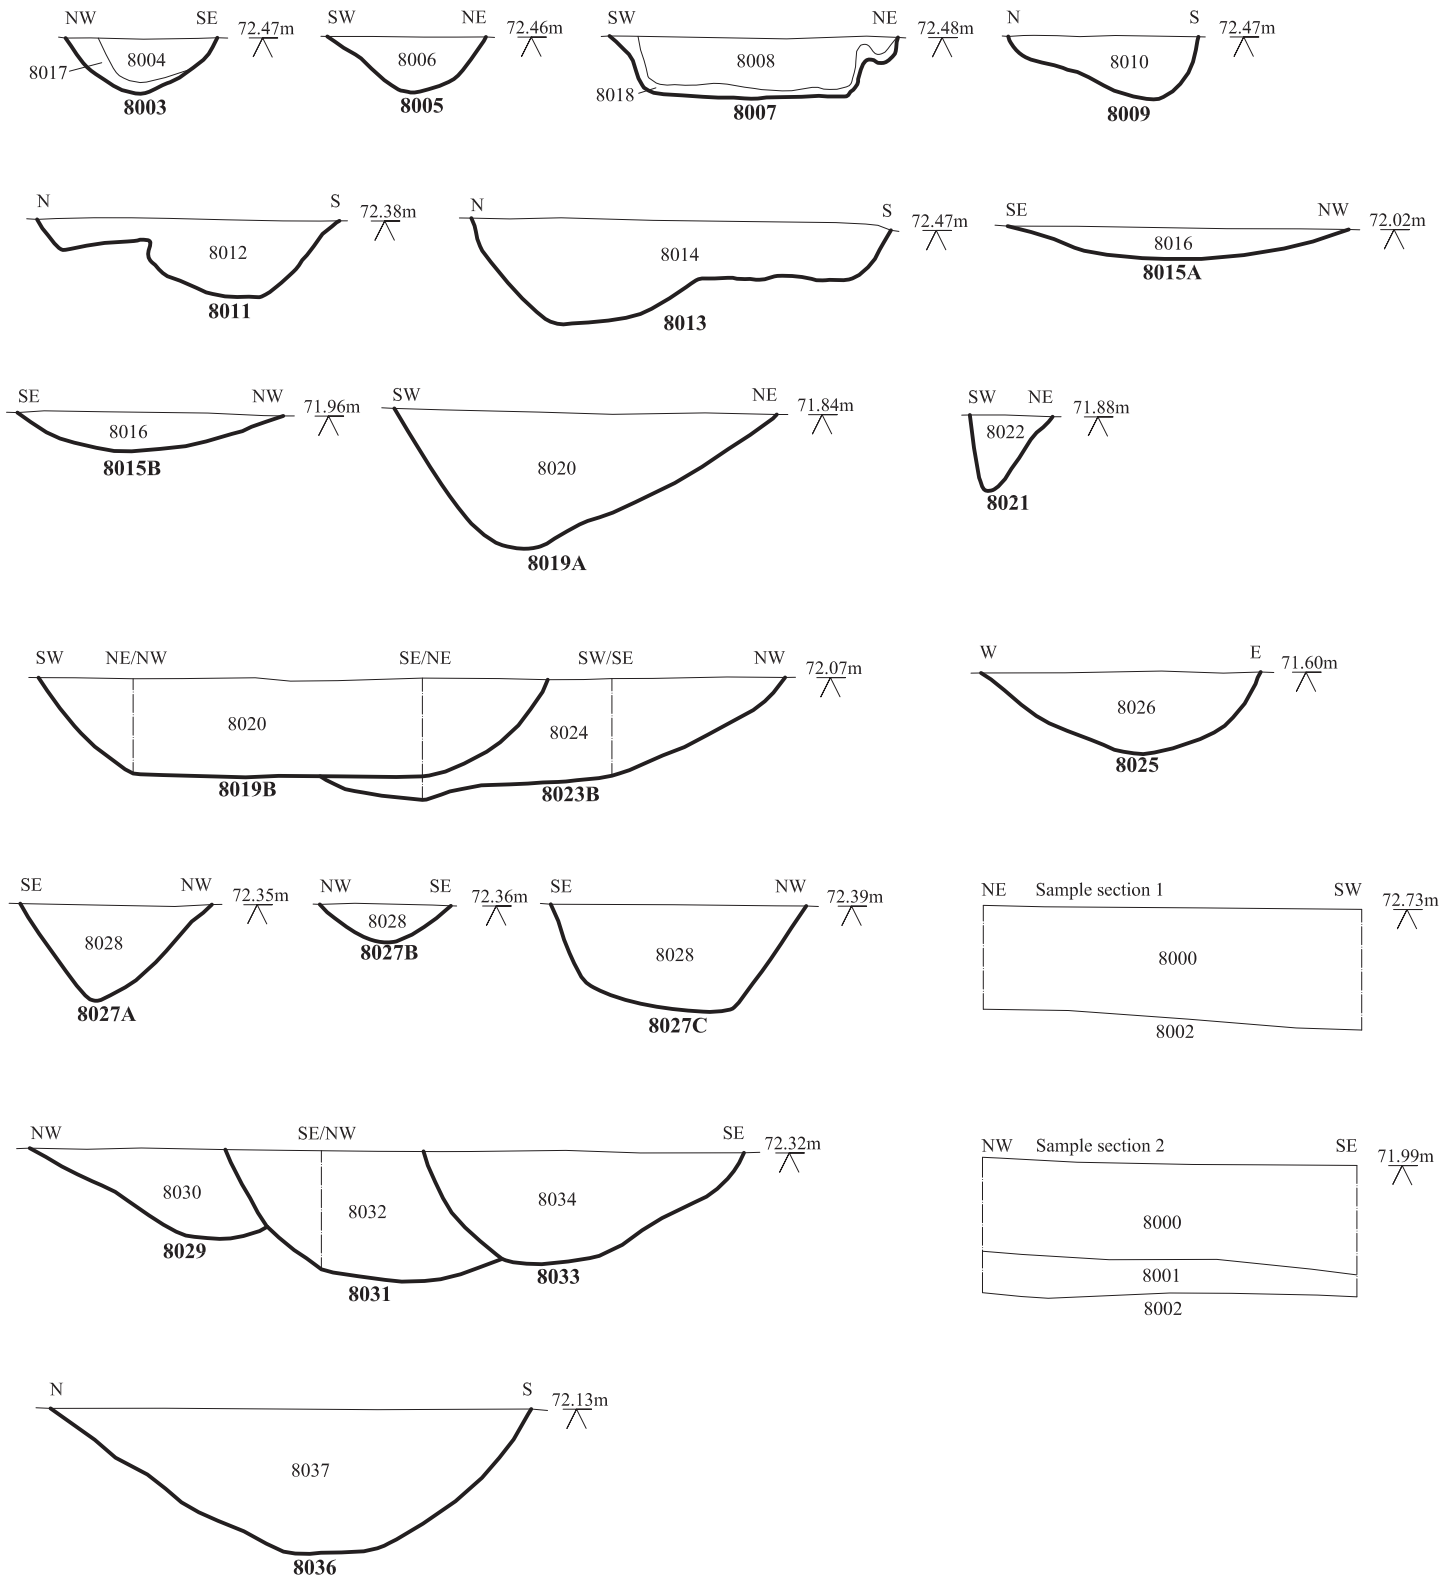 NW SE 72.47m
8017 8004
8003
SW NE 72.46m
8006
8005
SW NE 72.48m
8008
8018
8007
N S 72.47m
8010
8009
N S 72.38m
8012
8011
N S 72.47m
8014
8013
SE NW 72.02m
8016
8015A
SE NW 71.96m
8016
8015B
SW NE 71.84m
8020
8019A
SW NE 71.88m
8022
8021
SW NE/NW SE/NE SW/SE NW 72.07m
8020 8024
8019B 8023B
W E 71.60m
8026
8025
SE NW 72.35m
8028
8027A
NW SE 72.36m
8028
8027B
SE NW 72.39m
8028
8027C
NE Sample section 1 SW 72.73m
8000
8002
NW SE/NW SE 72.32m
8030 8032 8034
8029 8031 8033
NW Sample section 2 SE 71.99m
8000
8001
8002
N S 72.13m
8037
8036